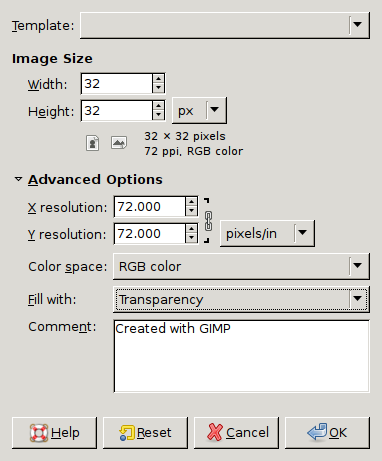 Template:
Image Size
Width: 32
Height: 32 px
32 × 32 pixels
72 ppi, RGB color
Advanced Options
X resolution: 72.000
Y resolution: 72.000 pixels/in
Color space: RGB color
Fill with: Transparency
Comment: Created with GIMP
Help Reset Cancel OK